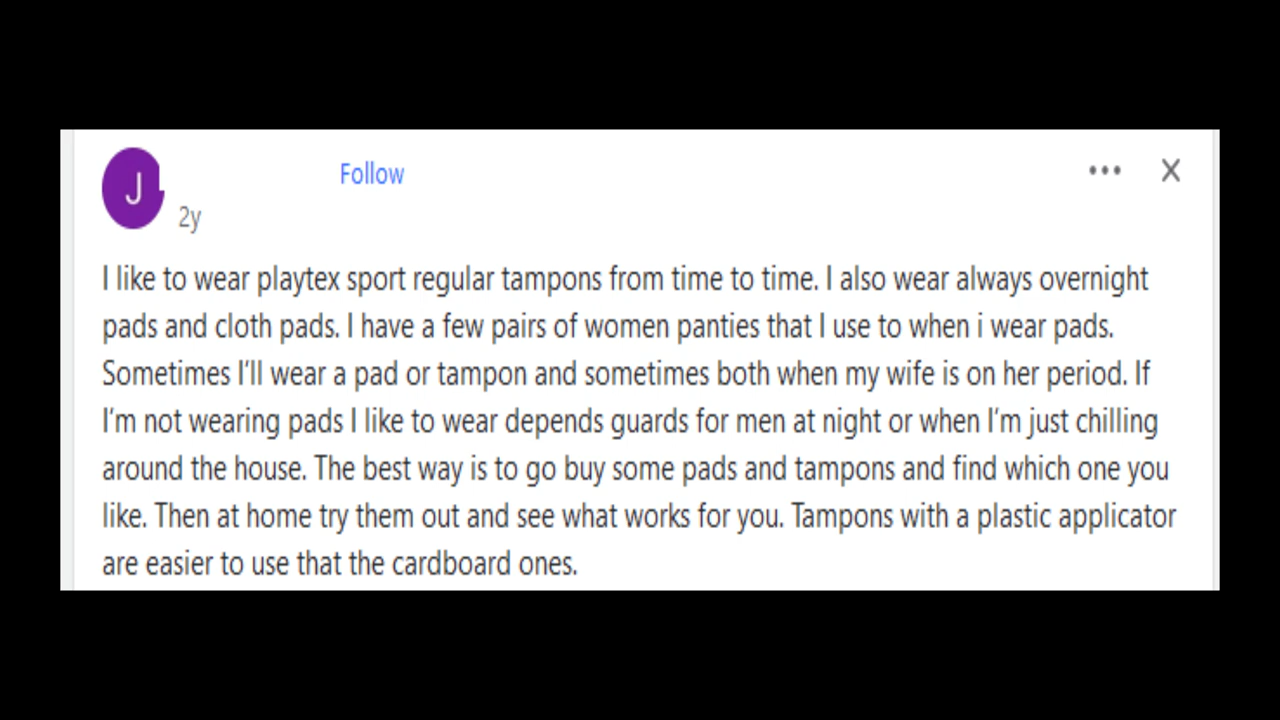 J
Follow
2y
I like to wear playtex sport regular tampons from time to time. I also wear always overnight
pads and cloth pads. I have a few pairs of women panties that I use to when i wear pads.
Sometimes I'll wear a pad or tampon and sometimes both when my wife is on her period. If
I'm not wearing pads I like to wear depends guards for men at night or when I'm just chilling
around the house. The best way is to go buy some pads and tampons and find which one you
like. Then at home try them out and see what works for you. Tampons with a plastic applicator
are easier to use that the cardboard ones.